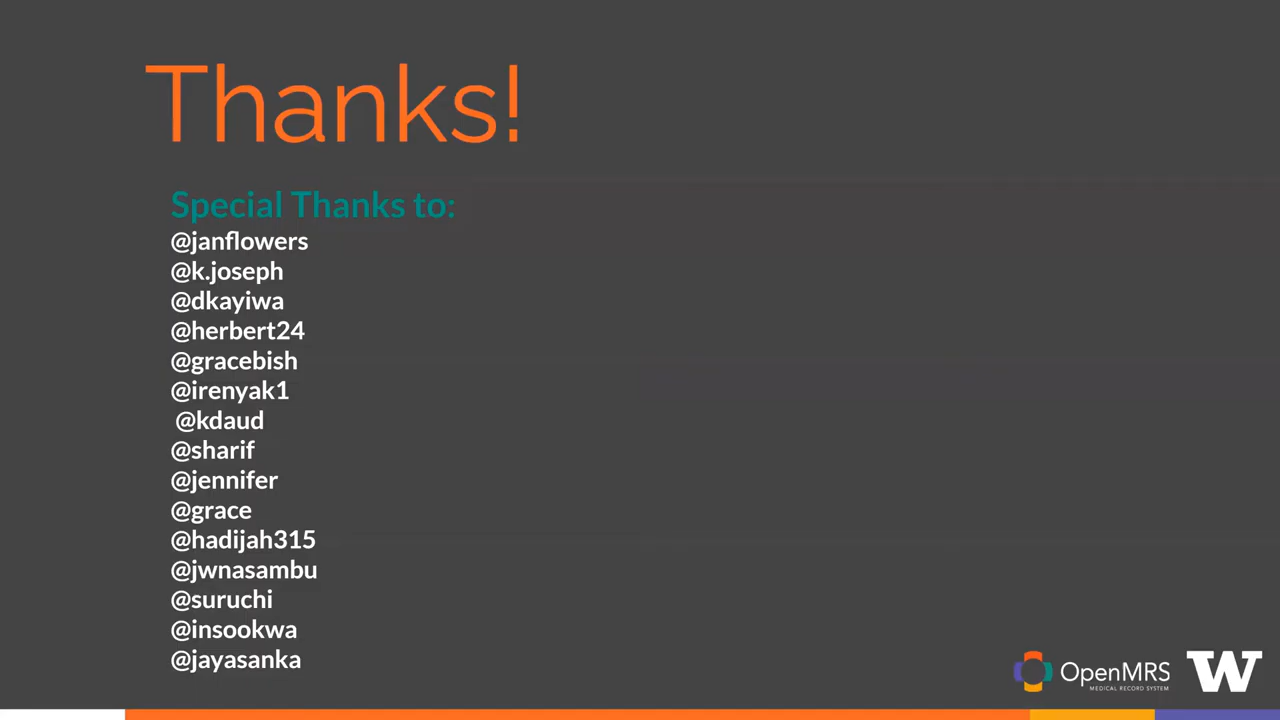 Thanks!
Special Thanks to:
@janflowers
@k.joseph
@dkayiwa
@herbert24
@gracebish
@irenyak1
@kdaud
@sharif
@jennifer
@grace
@hadijah315
@jwnasambu
@suruchi
@insookwa
@jayasanka
OpenMRS
MEDICAL RECORD SYSTEM
W